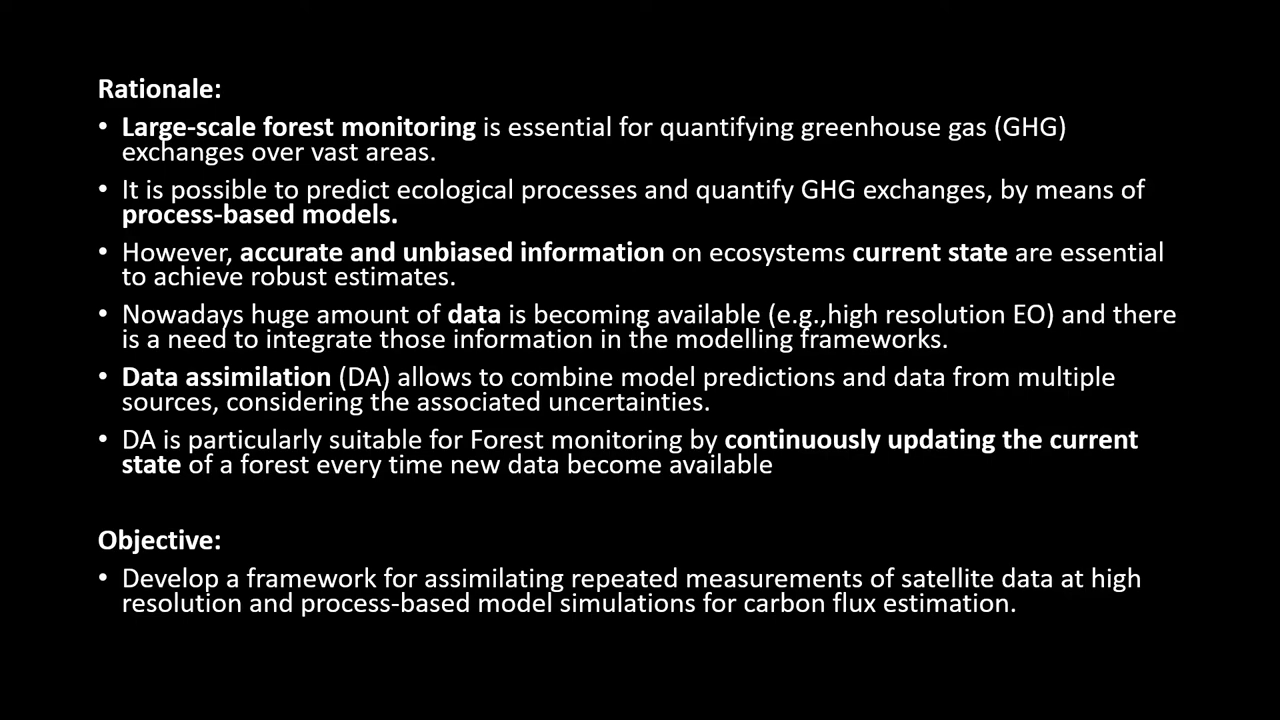 Rationale:
• Large-scale forest monitoring is essential for quantifying greenhouse gas (GHG)
exchanges over vast areas.
• It is possible to predict ecological processes and quantify GHG exchanges, by means of
process-based models.
• However, accurate and unbiased information on ecosystems current state are essential
to achieve robust estimates.
• Nowadays huge amount of data is becoming available (e.g.,high resolution EO) and there
is a need to integrate those information in the modelling frameworks.
• Data assimilation (DA) allows to combine model predictions and data from multiple
sources, considering the associated uncertainties.
• DA is particularly suitable for Forest monitoring by continuously updating the current
state of a forest every time new data become available
Objective:
• Develop a framework for assimilating repeated measurements of satellite data at high
resolution and process-based model simulations for carbon flux estimation.